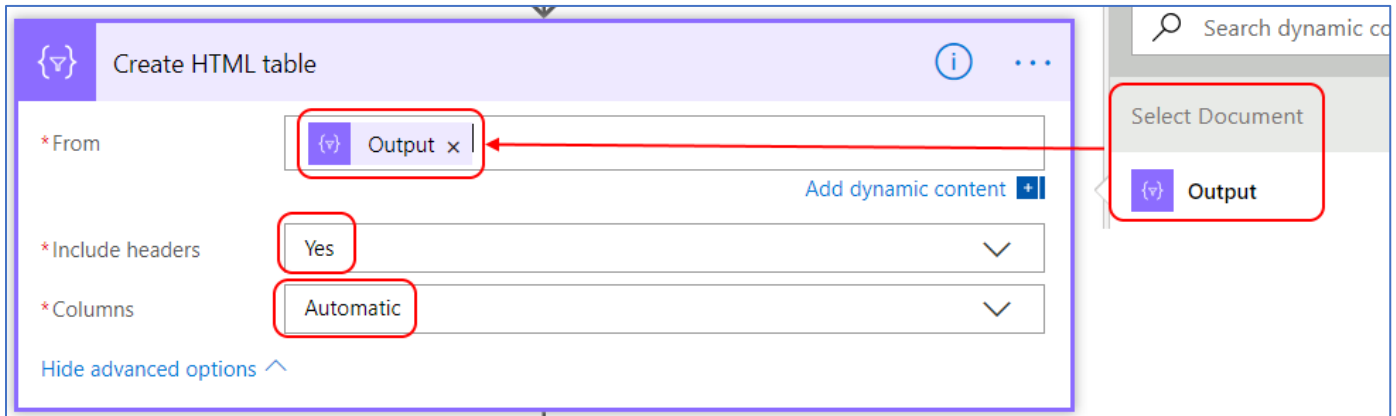 Create HTML table
*From
Output ×
Add dynamic content
*Include headers
Yes
*Columns
Automatic
Hide advanced options
Search dynamic
Select Document
Output